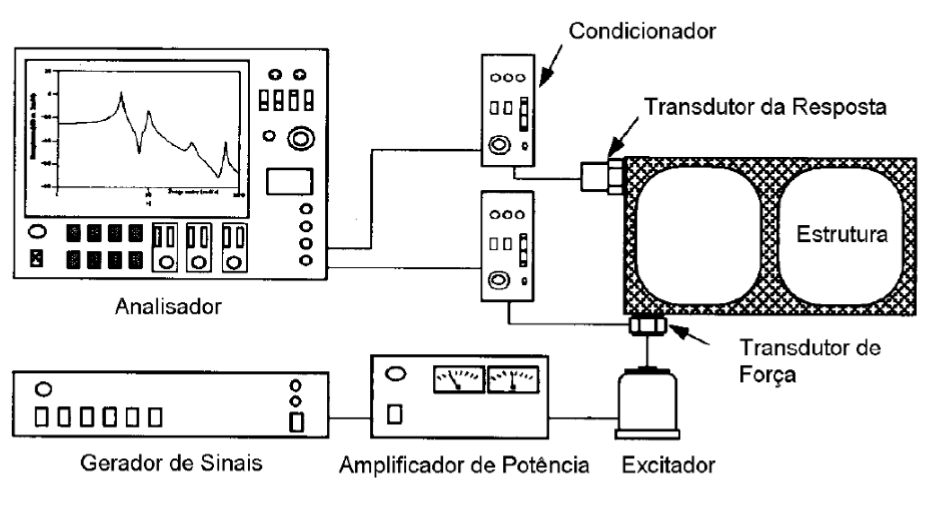 Condicionador
Transdutor da Resposta
Estrutura
Analisador
Transdutor de
Força
Gerador de Sinais
Amplificador de Potência
Excitador